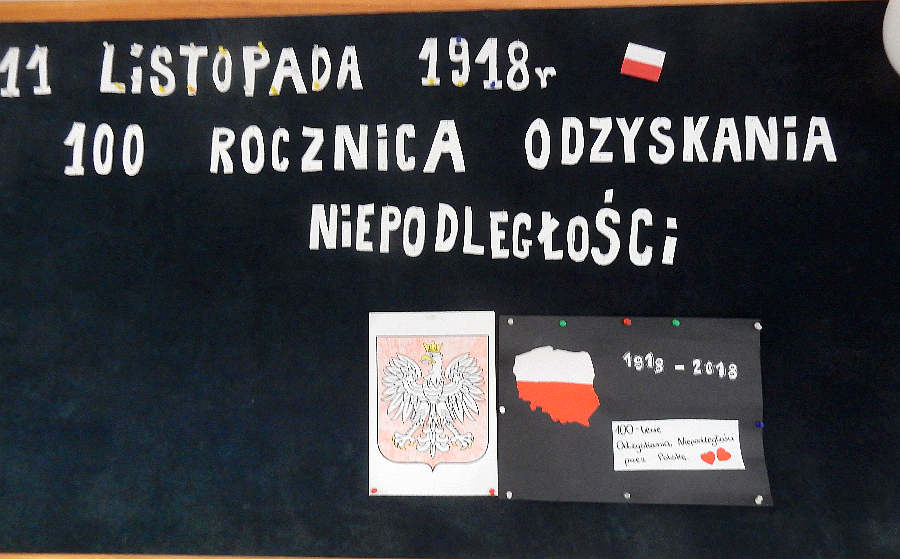 11 LiSTOPADA 1918r
100 ROCZNiCA ODZYSKANiA
NiEPODLEGŁOŚCi
1918 - 2018
100-lecie
Odzyskania Niepodległości
przez Polskę